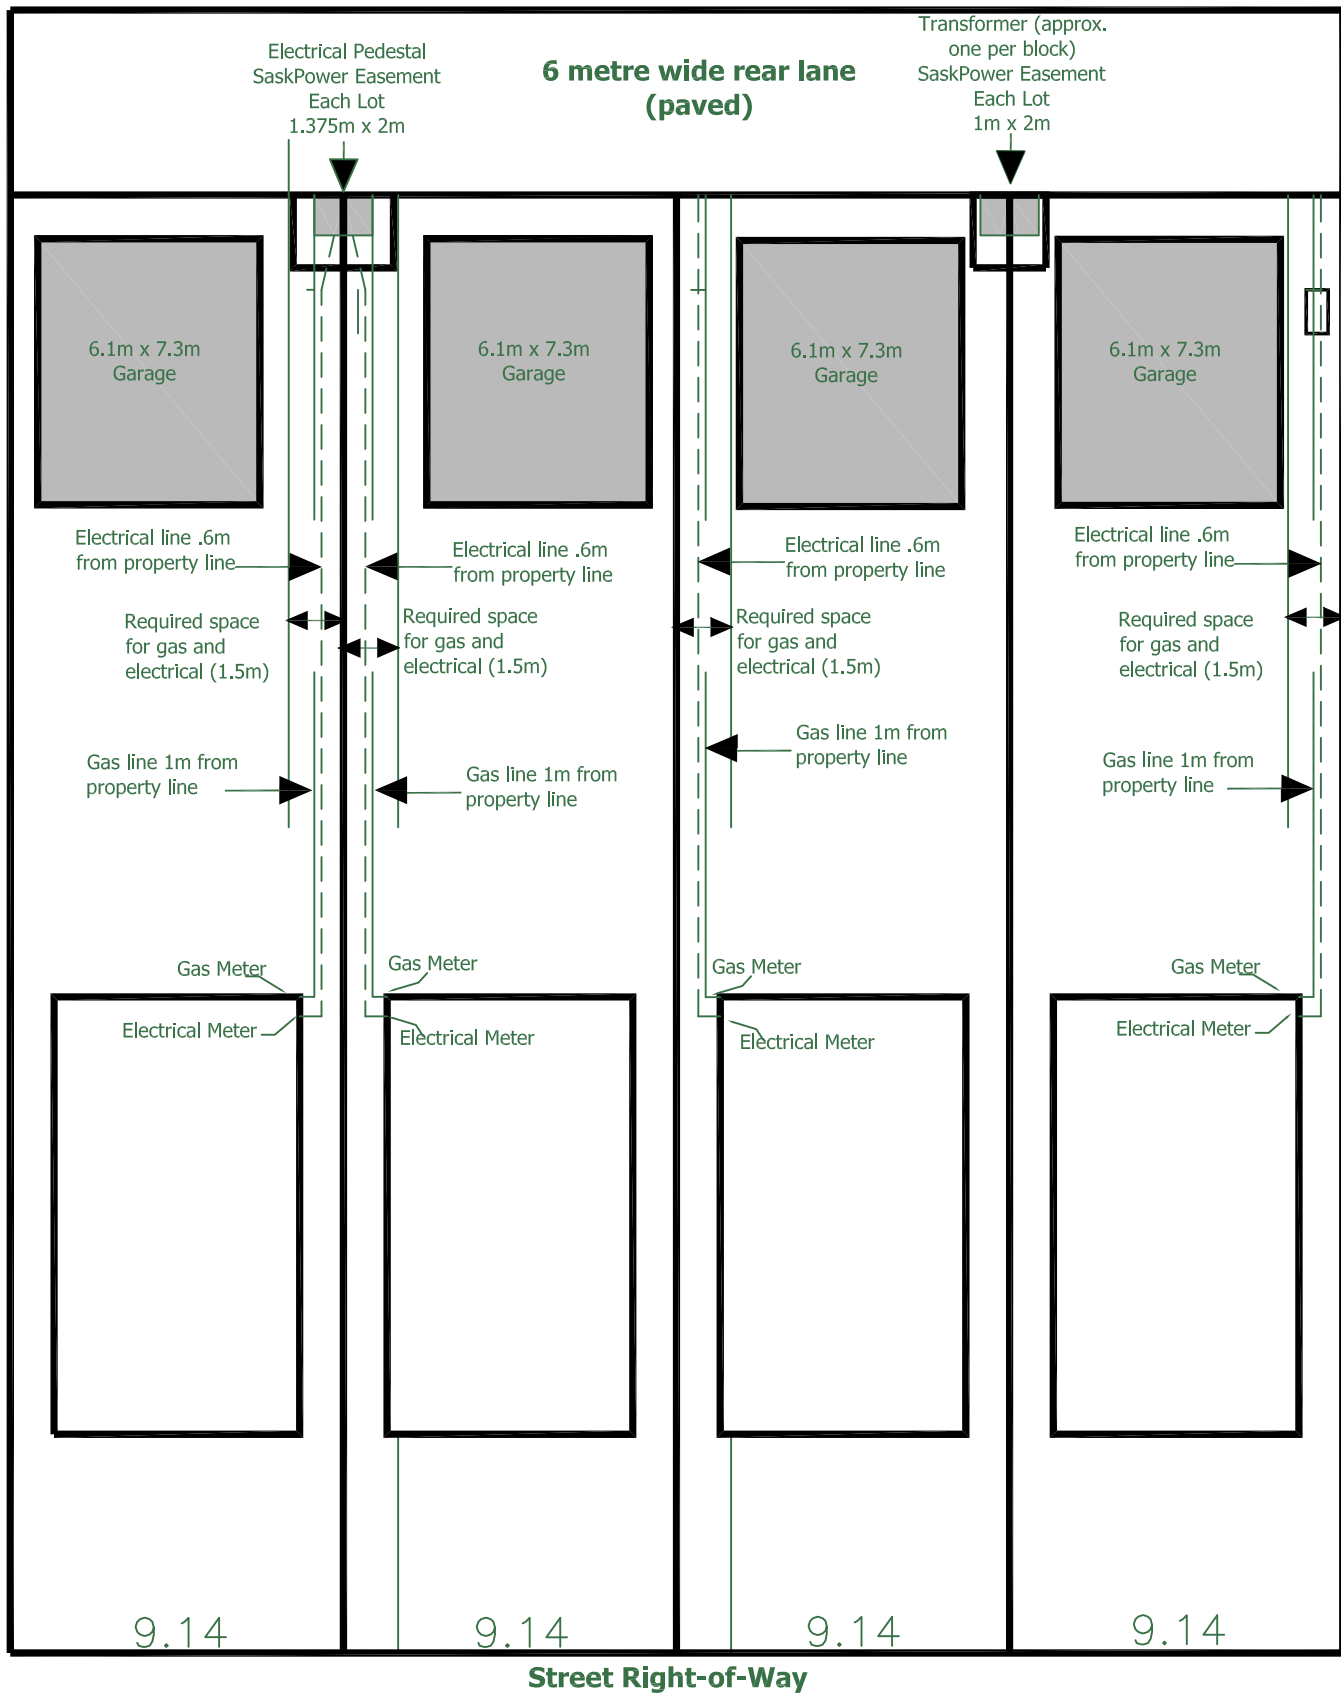 Electrical Pedestal
SaskPower Easement
Each Lot
1.375m x 2m
6 metre wide rear lane
(paved)
Transformer (approx.
one per block)
SaskPower Easement
Each Lot
1m x 2m
6.1m x 7.3m
Garage
6.1m x 7.3m
Garage
6.1m x 7.3m
Garage
6.1m x 7.3m
Garage
Electrical line .6m
from property line
Electrical line .6m
from property line
Electrical line .6m
from property line
Electrical line .6m
from property line
Required space
for gas and
electrical (1.5m)
Required space
for gas and
electrical (1.5m)
Required space
for gas and
electrical (1.5m)
Required space
for gas and
electrical (1.5m)
Gas line 1m from
property line
Gas line 1m from
property line
Gas line 1m from
property line
Gas line 1m from
property line
Gas Meter
Gas Meter
Gas Meter
Gas Meter
Electrical Meter
Electrical Meter
Electrical Meter
Electrical Meter
9.14
9.14
9.14
9.14
Street Right-of-Way